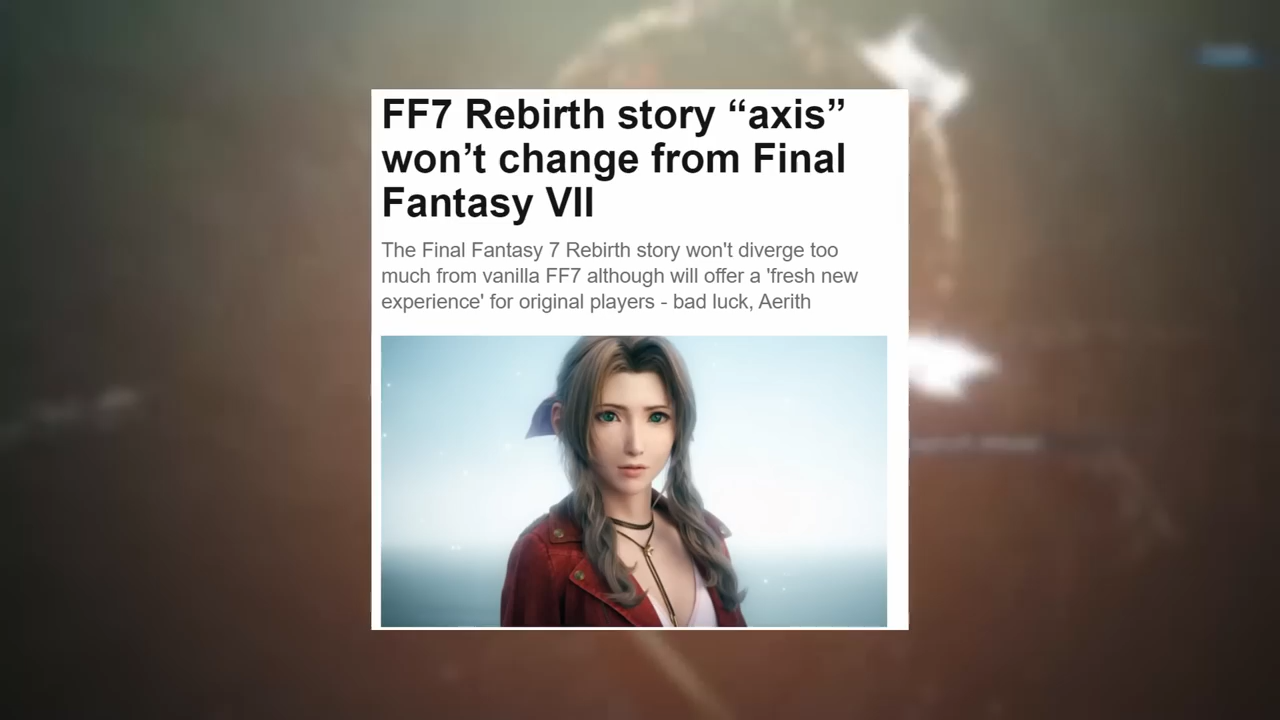 FF7 Rebirth story “axis”
won’t change from Final
Fantasy VII
The Final Fantasy 7 Rebirth story won't diverge too
much from vanilla FF7 although will offer a 'fresh new
experience' for original players - bad luck, Aerith